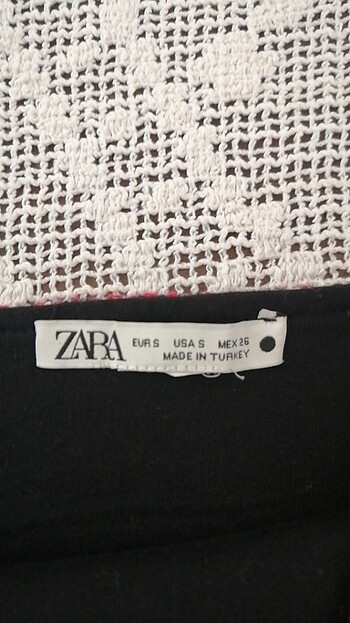 ZARA EUR S USA S MEX 26
MADE IN TURKEY